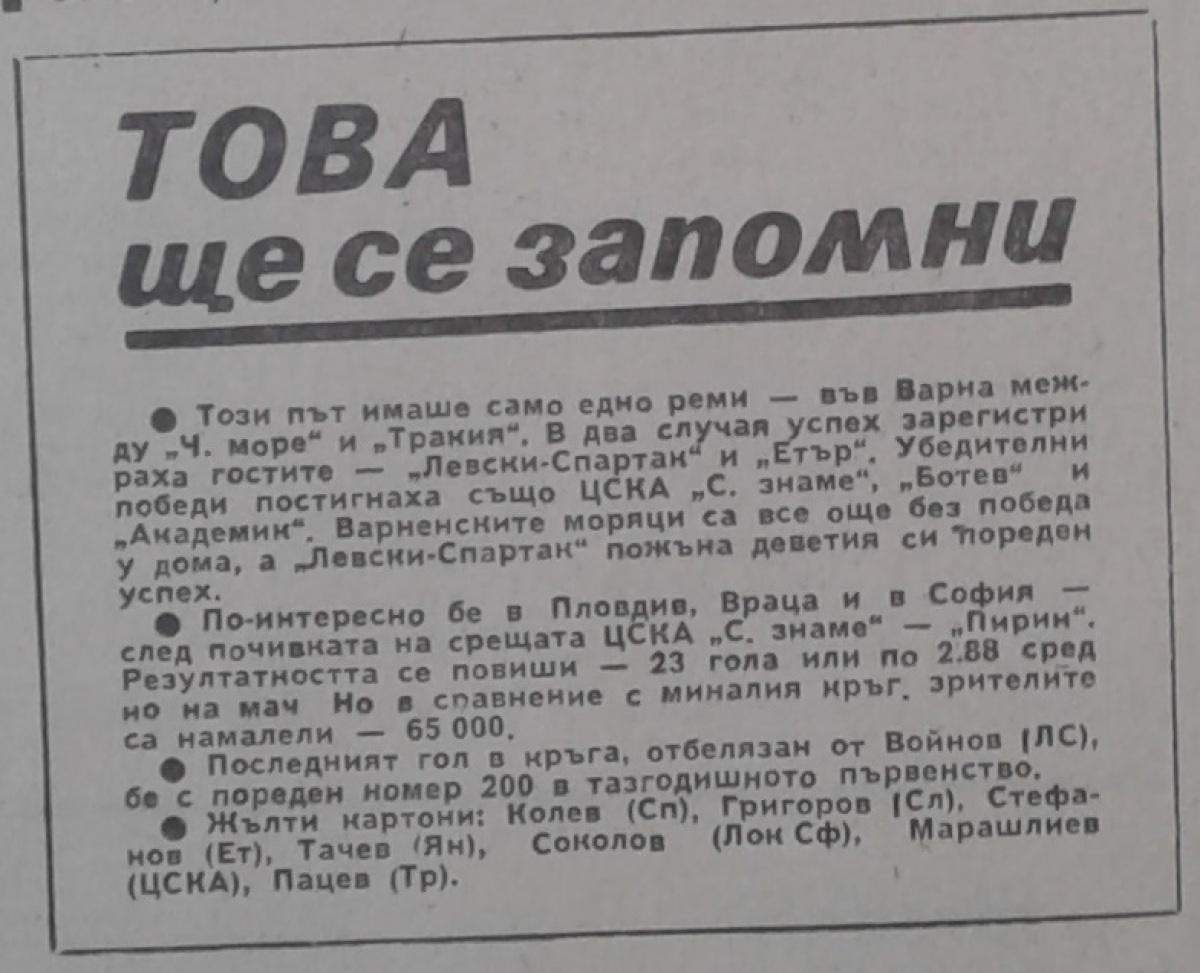 ТОВА
ще се запомни
● Този път имаше само едно реми — във Варна меж-
ду „Ч. море“ и „Тракия“. В два случая успех зарегистри
раха гостите — „Левски-Спартак“ и „Етър“. Убедителни
победи постигнаха също ЦСКА „С. знаме“, „Ботев“ и
„Академик“. Варненските моряци са все още без победа
у дома, а „Левски-Спартак“ пожъна деветия си пореден
успех.
● По-интересно бе в Пловдив, Враца и в София —
след почивката на срещата ЦСКА „С. знаме“ — „Пирин“.
Резултатността се повиши — 23 гола или по 2.88 сред
но на мач Но в сравнение с миналия кръг. зрителите
са намалели — 65 000.
● Последният гол в кръга, отбелязан от Войнов (ЛС),
бе с пореден номер 200 в тазгодишното първенство.
● Жълти картони: Колев (Сп), Григоров (Сл), Стефа-
нов (Ет), Тачев (Ян), Соколов (Лок Сф), Марашлиев
(ЦСКА), Пацев (Тр).